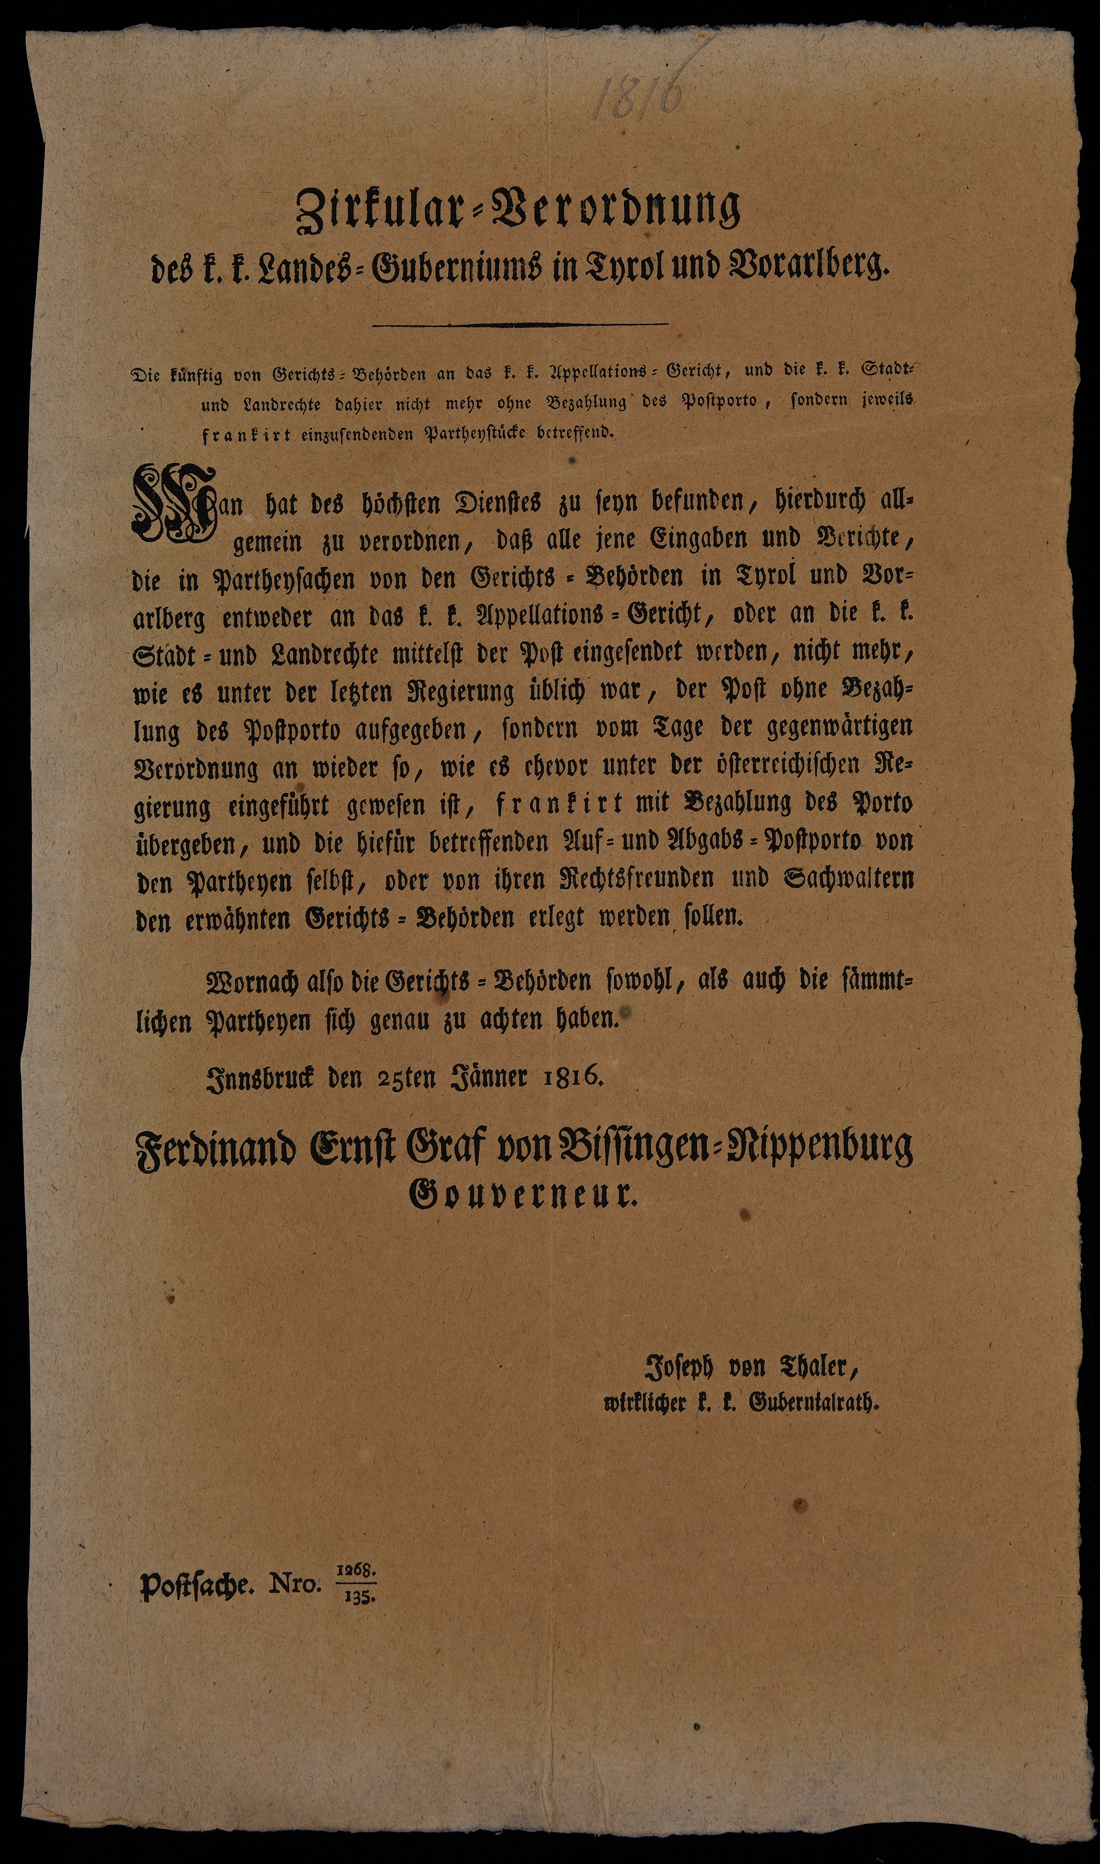 1816
Zirkular-Verordnung
des k. k. Landes-Guberniums in Tyrol und Vorarlberg.
Die künftig von Gerichts-Behörden an das k. k. Appellations-Gericht, und die k. k. Stadt-
und Landrechte dahier nicht mehr ohne Bezahlung des Postporto, sondern jeweils
frankirt einzusendenden Partheystücke betreffend.
Man hat des höchsten Dienstes zu seyn befunden, hierdurch all-
gemein zu verordnen, daß alle jene Eingaben und Berichte,
die in Partheysachen von den Gerichts-Behörden in Tyrol und Vor-
arlberg entweder an das k. k. Appellations-Gericht, oder an die k. k.
Stadt-und Landrechte mittelst der Post eingesendet werden, nicht mehr,
wie es unter der letzten Regierung üblich war, der Post ohne Bezah-
lung des Postporto aufgegeben, sondern vom Tage der gegenwärtigen
Verordnung an wieder so, wie es ehevor unter der österreichischen Re-
gierung eingeführt gewesen ist, frankirt mit Bezahlung des Porto
übergeben, und die hiefür betreffenden Auf-und Abgabs-Postporto von
den Partheyen selbst, oder von ihren Rechtsfreunden und Sachwaltern
den erwähnten Gerichts-Behörden erlegt werden sollen.
Wornach also die Gerichts-Behörden sowohl, als auch die sämmt-
lichen Partheyen sich genau zu achten haben.
Innsbruck den 25ten Jänner 1816.
Ferdinand Ernst Graf von Bissingen-Nippenburg
Gouverneur.
Joseph von Thaler,
wirklicher k. k. Gubernialrath.
Postsache. Nro. 1268./135.